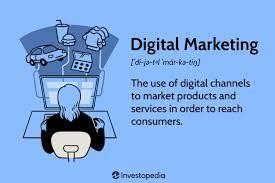 Digital Marketing
[ˈdi-jə-tᵊl ˈmär-kə-tiŋ]
The use of digital channels
to market products and
services in order to reach
consumers.
Investopedia